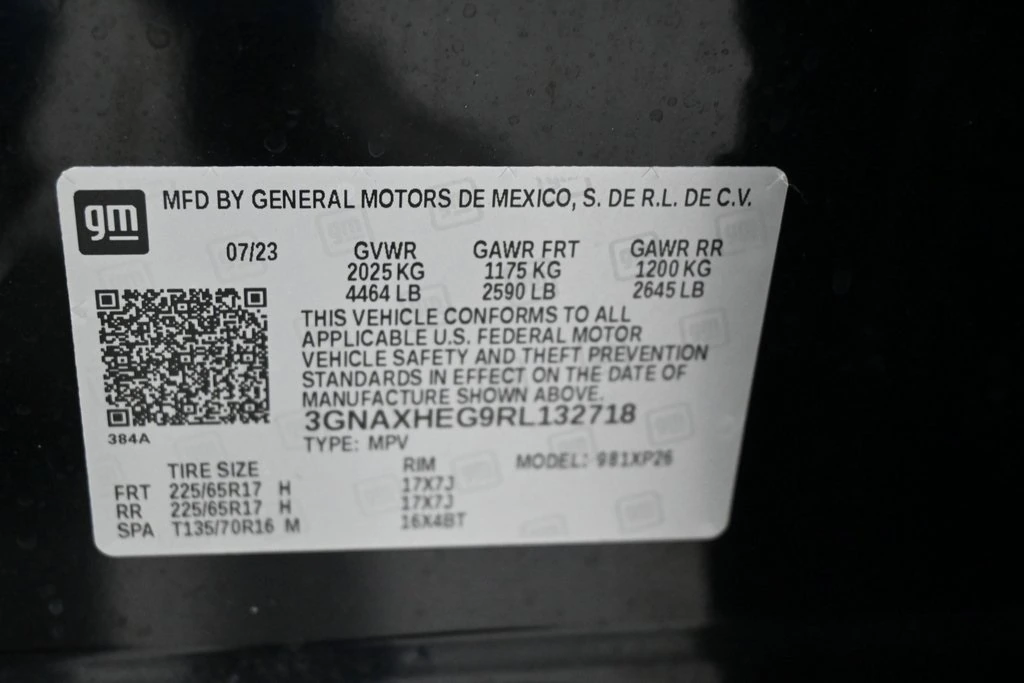 gm
MFD BY GENERAL MOTORS DE MEXICO, S. DE R.L. DE C.V.
07/23 GVWR GAWR FRT GAWR RR
2025 KG 1175 KG 1200 KG
4464 LB 2590 LB 2645 LB
THIS VEHICLE CONFORMS TO ALL
APPLICABLE U.S. FEDERAL MOTOR
VEHICLE SAFETY AND THEFT PREVENTION
STANDARDS IN EFFECT ON THE DATE OF
MANUFACTURE SHOWN ABOVE.
3GNAXHEG9RL132718
384A
TYPE: MPV
TIRE SIZE RIM MODEL: 981XP26
FRT 225/65R17 H 17X7J
RR 225/65R17 H 17X7J
SPA T135/70R16 M 16X4BT